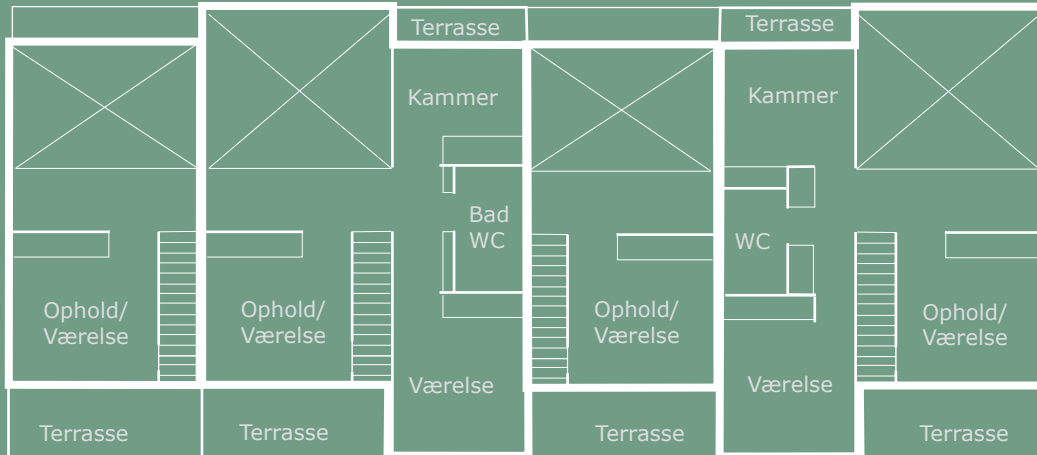 Terrasse
Terrasse
Kammer
Kammer
Bad
WC
WC
Ophold/
Værelse
Ophold/
Værelse
Ophold/
Værelse
Ophold/
Værelse
Værelse
Værelse
Terrasse
Terrasse
Terrasse
Terrasse